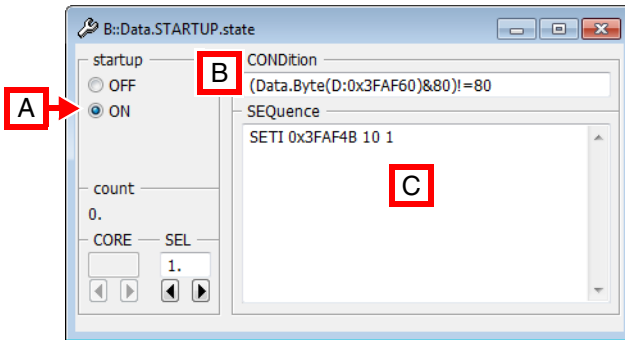 B::Data.STARTUP.state
startup
OFF
A
ON
count
0.
CORE
SEL
1.
B
CONDition
(Data.Byte(D:0x3FAF60)&80)!=80
SEQuence
SETI 0x3FAF4B 10 1
C